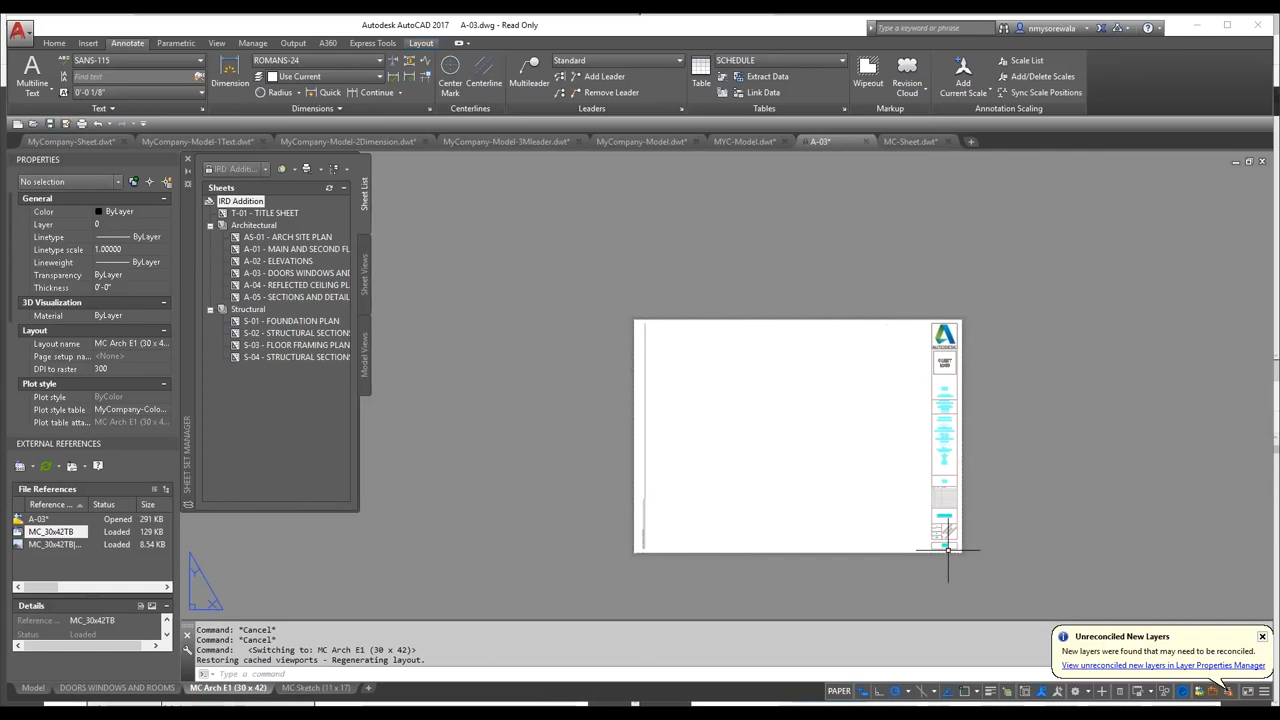 Autodesk AutoCAD 2017 A-03.dwg - Read Only
Type a keyword or phrase
nmysorewala
Home Insert Annotate Parametric View Manage Output A360 Express Tools Layout
SANS-115
Find text
0'-0 1/8"
Multiline Text
Text
Dimension
ROMANS-24
Use Current
Radius Quick Continue
Dimensions
Center Mark
Centerline
Centerlines
Multileader
Standard
Add Leader
Remove Leader
Leaders
Table
SCHEDULE
Extract Data
Link Data
Tables
Wipeout
Revision Cloud
Markup
Add Current Scale
Scale List
Add/Delete Scales
Sync Scale Positions
Annotation Scaling
MyCompany-Sheet.dwt* MyCompany-Model-1Text.dwt* MyCompany-Model-2Dimension.dwt* MyCompany-Model-3Mleader.dwt* MyCompany-Model.dwt* MYC-Model.dwt* A-03* MC-Sheet.dwt*
PROPERTIES
No selection
General
Color ByLayer
Layer 0
Linetype ByLayer
Linetype scale 1.00000
Lineweight ByLayer
Transparency ByLayer
Thickness 0'-0"
3D Visualization
Material ByLayer
Layout
Layout name MC Arch E1 (30 x 4...
Page setup na... <None>
DPI to raster 300
Plot style
Plot style ByColor
Plot style table MyCompany-Colo...
Plot table atta... MC Arch E1 (30 x 4...
EXTERNAL REFERENCES
File References
Reference ... Status Size
A-03* Opened 291 KB
MC_30x42TB Loaded 129 KB
MC_30x42TB|... Loaded 8.54 KB
Details
Reference ... MC_30x42TB
Status Loaded
IRD Additi...
Sheets
IRD Addition
T-01 - TITLE SHEET
Architectural
AS-01 - ARCH SITE PLAN
A-01 - MAIN AND SECOND FL
A-02 - ELEVATIONS
A-03 - DOORS WINDOWS AND
A-04 - REFLECTED CEILING PL
A-05 - SECTIONS AND DETAIL
Structural
S-01 - FOUNDATION PLAN
S-02 - STRUCTURAL SECTIONS
S-03 - FLOOR FRAMING PLAN
S-04 - STRUCTURAL SECTIONS
Sheet List
Sheet Views
Model Views
SHEET SET MANAGER
AUTODESK
Command: *Cancel*
Command: *Cancel*
Command: <Switching to: MC Arch E1 (30 x 42)>
Restoring cached viewports - Regenerating layout.
Type a command
Unreconciled New Layers
New layers were found that may need to be reconciled.
View unreconciled new layers in Layer Properties Manager
Model DOORS WINDOWS AND ROOMS MC Arch E1 (30 x 42) MC Sketch (11 x 17)
PAPER